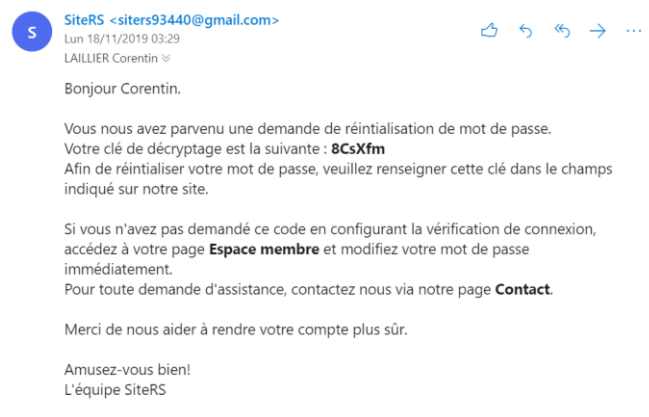 S
SiteRS <siters93440@gmail.com>
Lun 18/11/2019 03:29
LAILLIER Corentin
Bonjour Corentin.
Vous nous avez parvenu une demande de réintialisation de mot de passe.
Votre clé de décryptage est la suivante : 8CsXfm
Afin de réintialiser votre mot de passe, veuillez renseigner cette clé dans le champs
indiqué sur notre site.
Si vous n'avez pas demandé ce code en configurant la vérification de connexion,
accédez à votre page Espace membre et modifiez votre mot de passe
immédiatement.
Pour toute demande d'assistance, contactez nous via notre page Contact.
Merci de nous aider à rendre votre compte plus sûr.
Amusez-vous bien!
L'équipe SiteRS